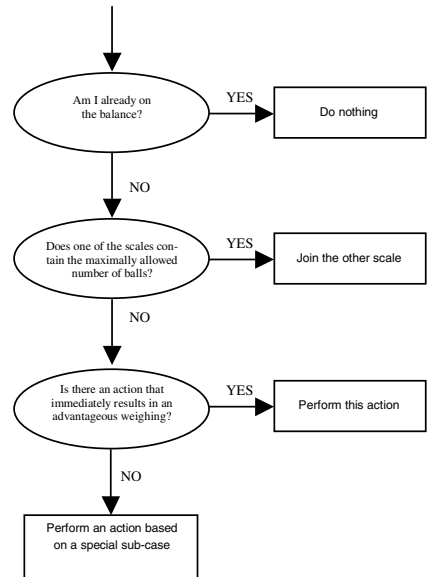 Am I already on
the balance?
YES
Do nothing
NO
Does one of the scales con-
tain the maximally allowed
number of balls?
YES
Join the other scale
NO
Is there an action that
immediately results in an
advantageous weighing?
YES
Perform this action
NO
Perform an action based
on a special sub-case